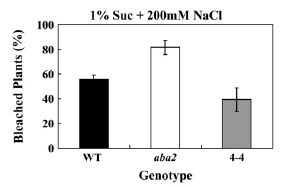 1% Suc + 200mM NaCl
Bleached Plants (%)
100
80
60
40
20
0
WT aba2 4-4
Genotype